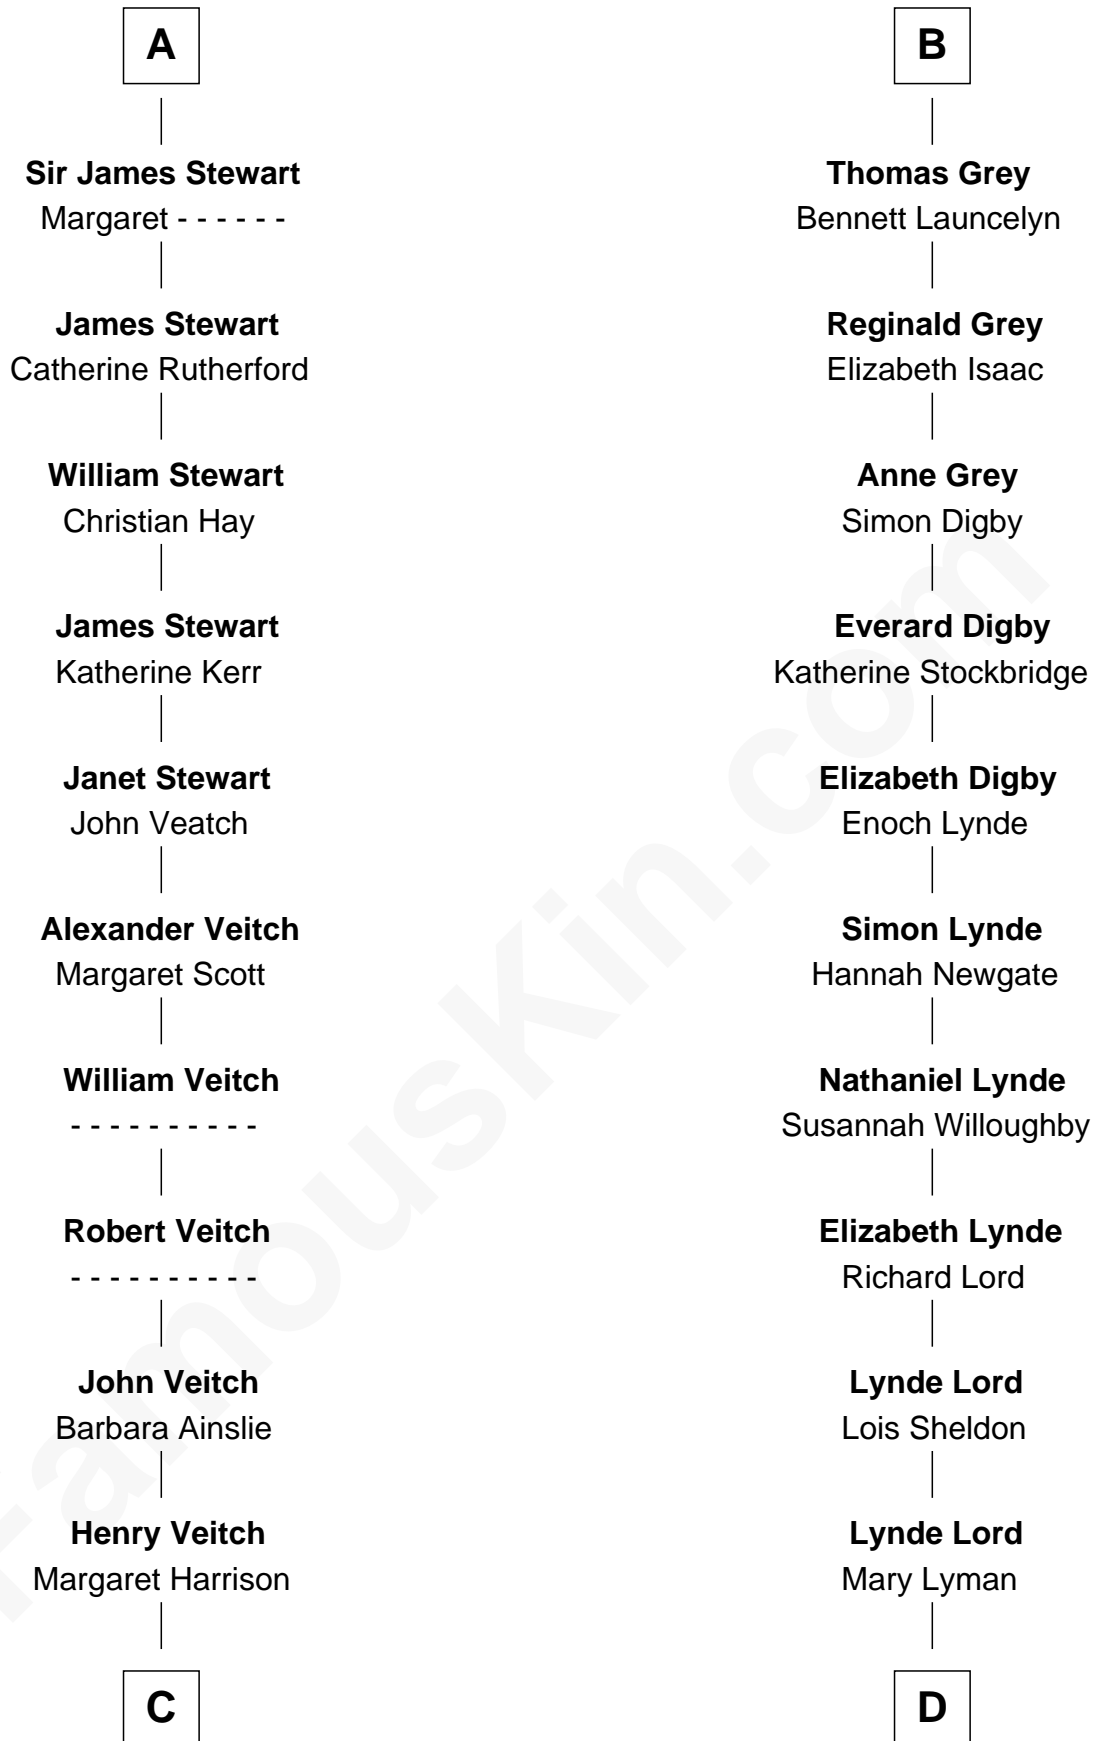 A
Sir James Stewart
Margaret - - - - - -
James Stewart
Catherine Rutherford
William Stewart
Christian Hay
James Stewart
Katherine Kerr
Janet Stewart
John Veatch
Alexander Veitch
Margaret Scott
William Veitch
- - - - - - - - - -
Robert Veitch
- - - - - - - - - -
John Veitch
Barbara Ainslie
Henry Veitch
Margaret Harrison
C
B
Thomas Grey
Bennett Launcelyn
Reginald Grey
Elizabeth Isaac
Anne Grey
Simon Digby
Everard Digby
Katherine Stockbridge
Elizabeth Digby
Enoch Lynde
Simon Lynde
Hannah Newgate
Nathaniel Lynde
Susannah Willoughby
Elizabeth Lynde
Richard Lord
Lynde Lord
Lois Sheldon
Lynde Lord
Mary Lyman
D
FamousKin.com